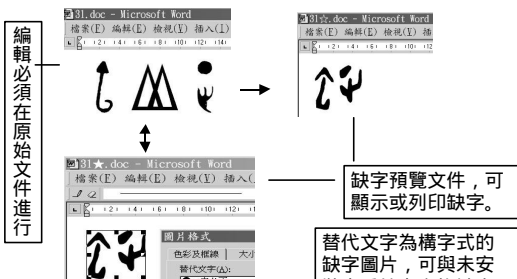 編輯必須在原始文件進行
31.doc - Microsoft Word
檔案(F) 編輯(E) 檢視(V) 插入(I)
31☆.doc - Microsoft Word
檔案(F) 編輯(E) 檢視(V) 插
31★.doc - Microsoft Word
檔案(F) 編輯(E) 檢視(V) 插入(
圖片格式
色彩及框線 大小
替代文字(A):
缺字預覽文件,可
顯示或列印缺字。
替代文字為構字式的
缺字圖片,可與未安